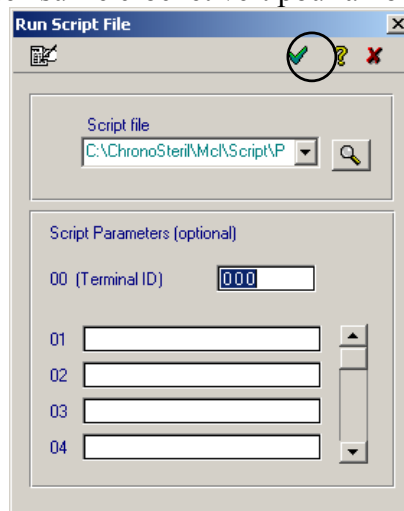 Run Script File
Script file
C:\ChronoSteril\Mcl\Script\P
Script Parameters (optional)
00 (Terminal ID) 000
01
02
03
04